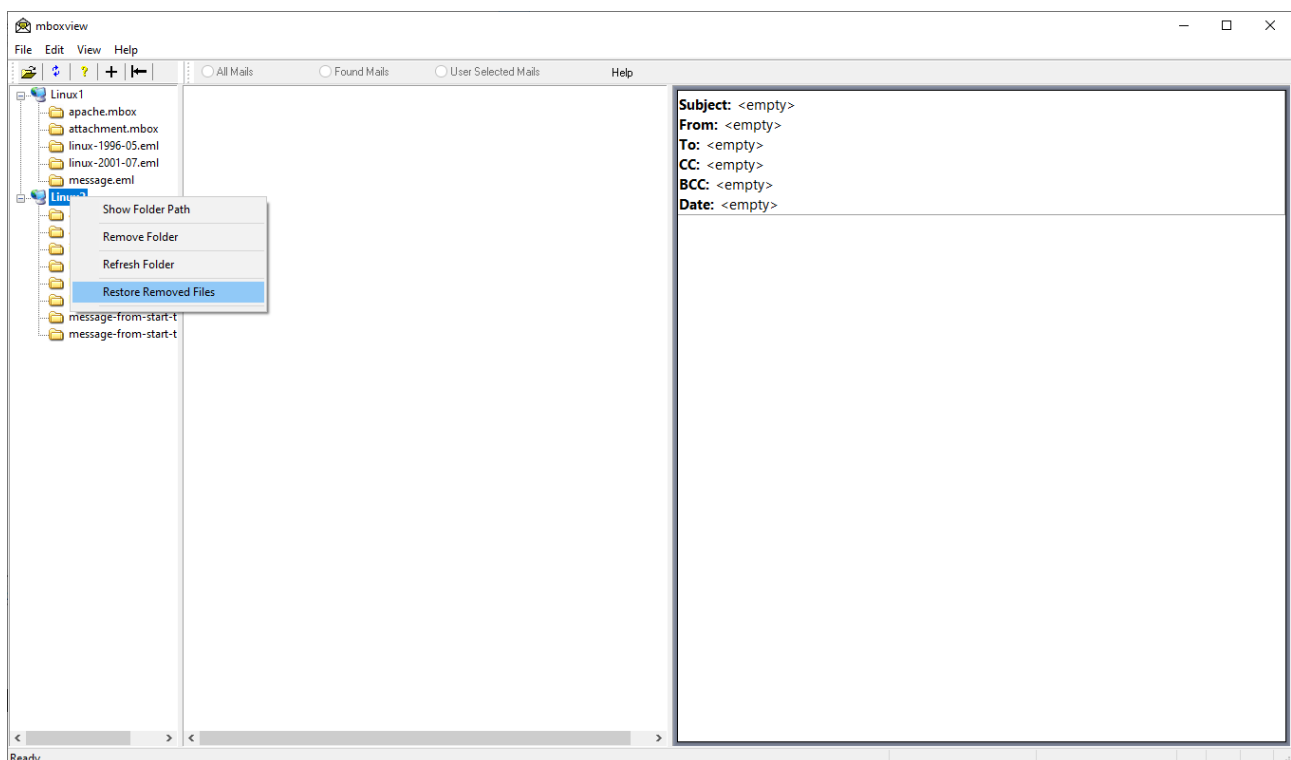 mboxview
File Edit View Help
? All Mails Found Mails User Selected Mails Help
Linux1
apache.mbox
attachment.mbox
linux-1996-05.eml
linux-2001-07.eml
message.eml
Linux2
Show Folder Path
Remove Folder
Refresh Folder
Restore Removed Files
message-from-start-t
message-from-start-t
Subject: <empty>
From: <empty>
To: <empty>
CC: <empty>
BCC: <empty>
Date: <empty>
Ready